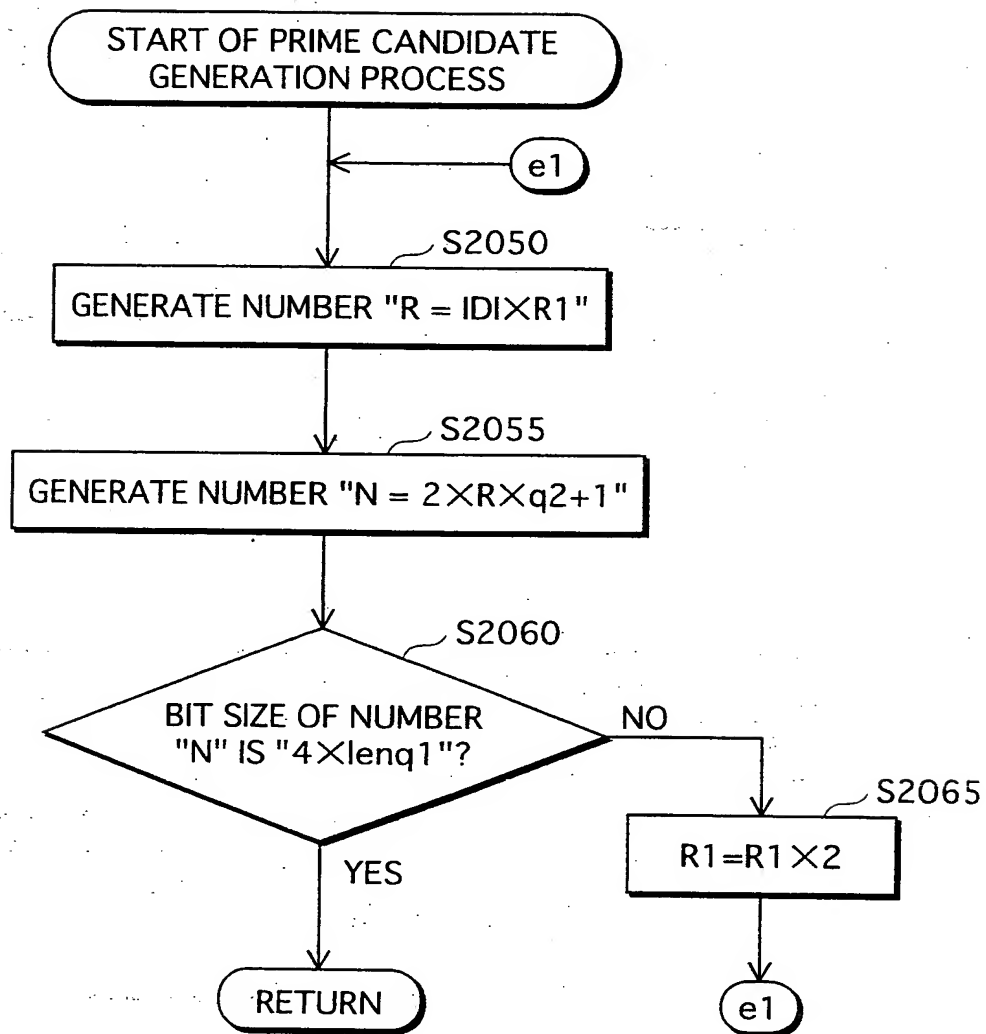 START OF PRIME CANDIDATE
GENERATION PROCESS
e1
S2050
GENERATE NUMBER "R = IDI×R1"
S2055
GENERATE NUMBER "N = 2×R×q2+1"
S2060
BIT SIZE OF NUMBER
"N" IS "4×lenq1"?
NO
S2065
R1=R1×2
YES
RETURN
e1